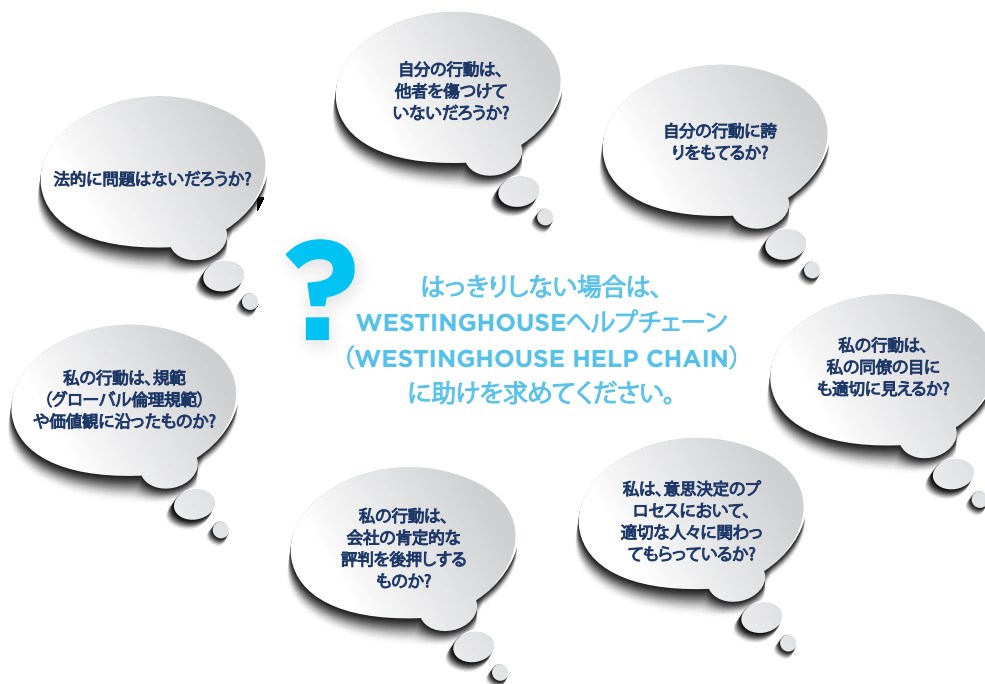 自分の行動は、
他者を傷つけて
いないだろうか?
自分の行動に誇
りをもてるか?
法的に問題はないだろうか?
?
はっきりしない場合は、
WESTINGHOUSEヘルプチェーン
（WESTINGHOUSE HELP CHAIN）
に助けを求めてください。
私の行動は、
私の同僚の目に
も適切に見えるか?
私の行動は、規範
（グローバル倫理規範）
や価値観に沿ったものか?
私の行動は、
会社の肯定的な
評判を後押しする
ものか?
私は、意思決定のプ
ロセスにおいて、
適切な人々に関わっ
てもらっているか?